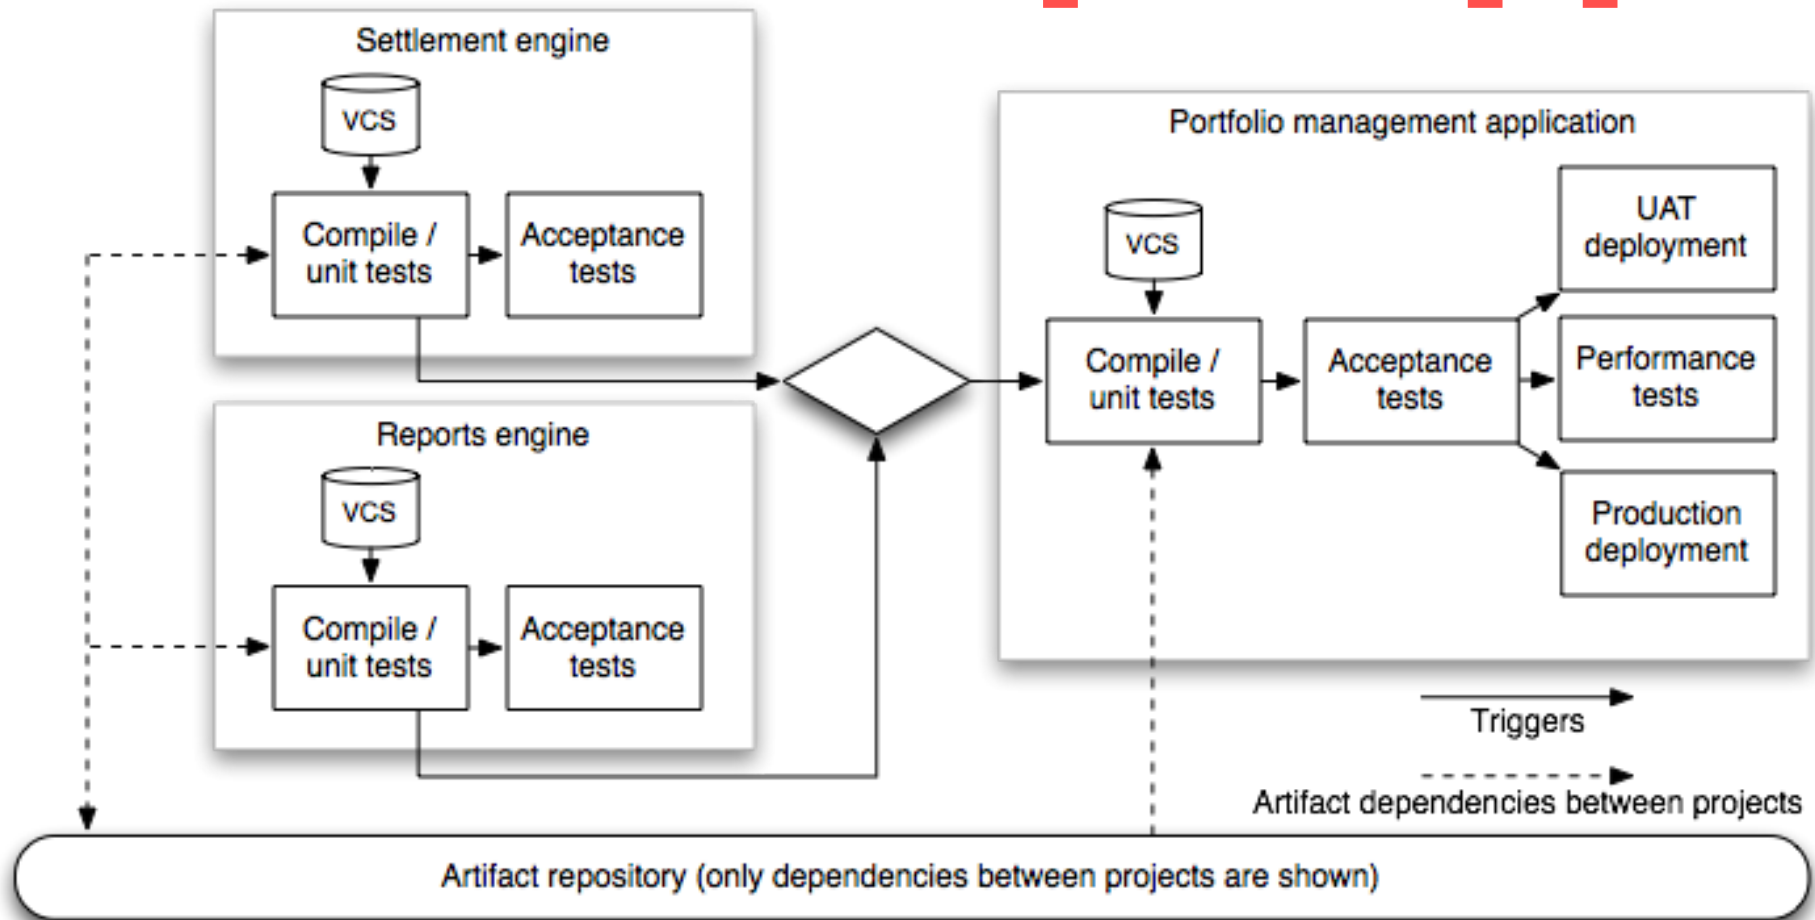 Settlement engine
VCS
Compile /
unit tests
Acceptance
tests
Reports engine
VCS
Compile /
unit tests
Acceptance
tests
Portfolio management application
VCS
Compile /
unit tests
Acceptance
tests
UAT
deployment
Performance
tests
Production
deployment
Triggers
Artifact dependencies between projects
Artifact repository (only dependencies between projects are shown)